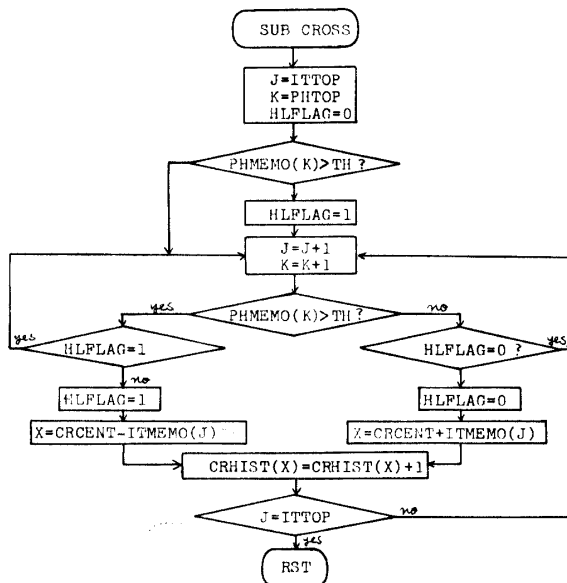 SUB CROSS
J=ITTOP
K=PHTOP
HLFLAG=0
PHMEMO(K)>TH ?
HLFLAG=1
J=J+1
K=K+1
yes
PHMEMO(K)>TH ?
no
yes
HLFLAG=1
HLFLAG=0 ?
yes
no
HLFLAG=1
HLFLAG=0
X=CRCENT-ITMEMO(J)
X=CRCENT+ITMEMO(J)
CRHIST(X)=CRHIST(X)+1
J=ITTOP
no
yes
RST